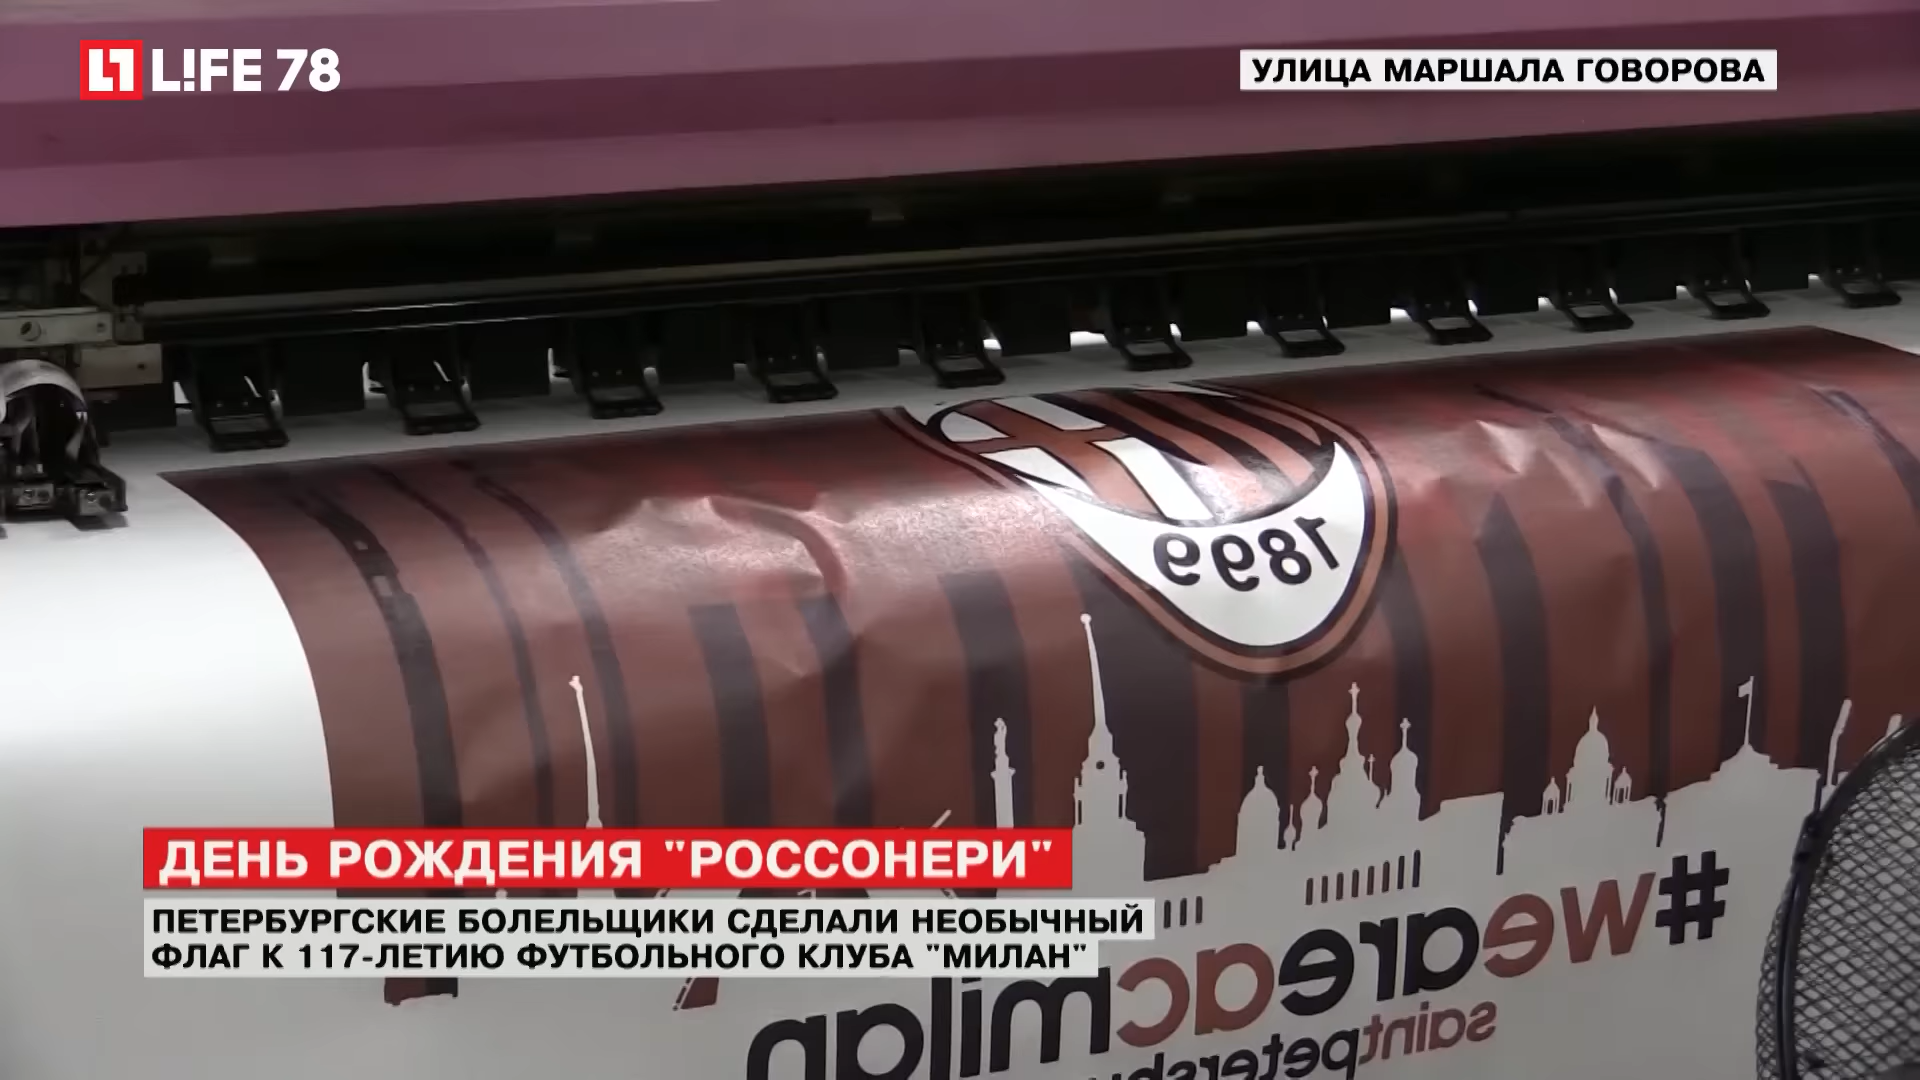 L!FE 78
УЛИЦА МАРШАЛА ГОВОРОВА
1899
ДЕНЬ РОЖДЕНИЯ "РОССОНЕРИ"
ПЕТЕРБУРГСКИЕ БОЛЕЛЬЩИКИ СДЕЛАЛИ НЕОБЫЧНЫЙ
ФЛАГ К 117-ЛЕТИЮ ФУТБОЛЬНОГО КЛУБА "МИЛАН"
#weareacmilan